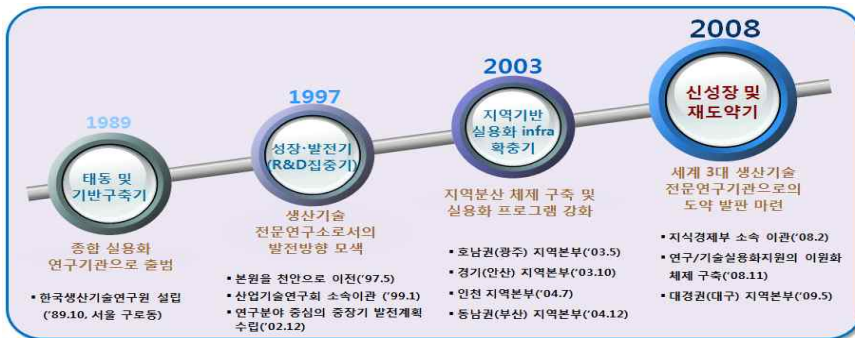 1989
태동 및
기반구축기
종합 실용화
연구기관으로 출범
▪ 한국생산기술연구원 설립
('89.10, 서울 구로동)
1997
성장·발전기
(R&D집중기)
생산기술
전문연구소로서의
발전방향 모색
▪ 본원을 천안으로 이전('97.5)
▪ 산업기술연구회 소속이관 ('99.1)
▪ 연구분야 중심의 중장기 발전계획
수립('02.12)
2003
지역기반
실용화 infra
확충기
지역분산 체제 구축 및
실용화 프로그램 강화
▪ 호남권(광주) 지역본부('03.5)
▪ 경기(안산) 지역본부('03.10)
▪ 인천 지역본부('04.7)
▪ 동남권(부산) 지역본부('04.12)
2008
신성장 및
재도약기
세계 3대 생산기술
전문연구기관으로의
도약 발판 마련
▪ 지식경제부 소속 이관('08.2)
▪ 연구/기술실용화지원의 이원화
체제 구축('08.11)
▪ 대경권(대구) 지역본부('09.5)